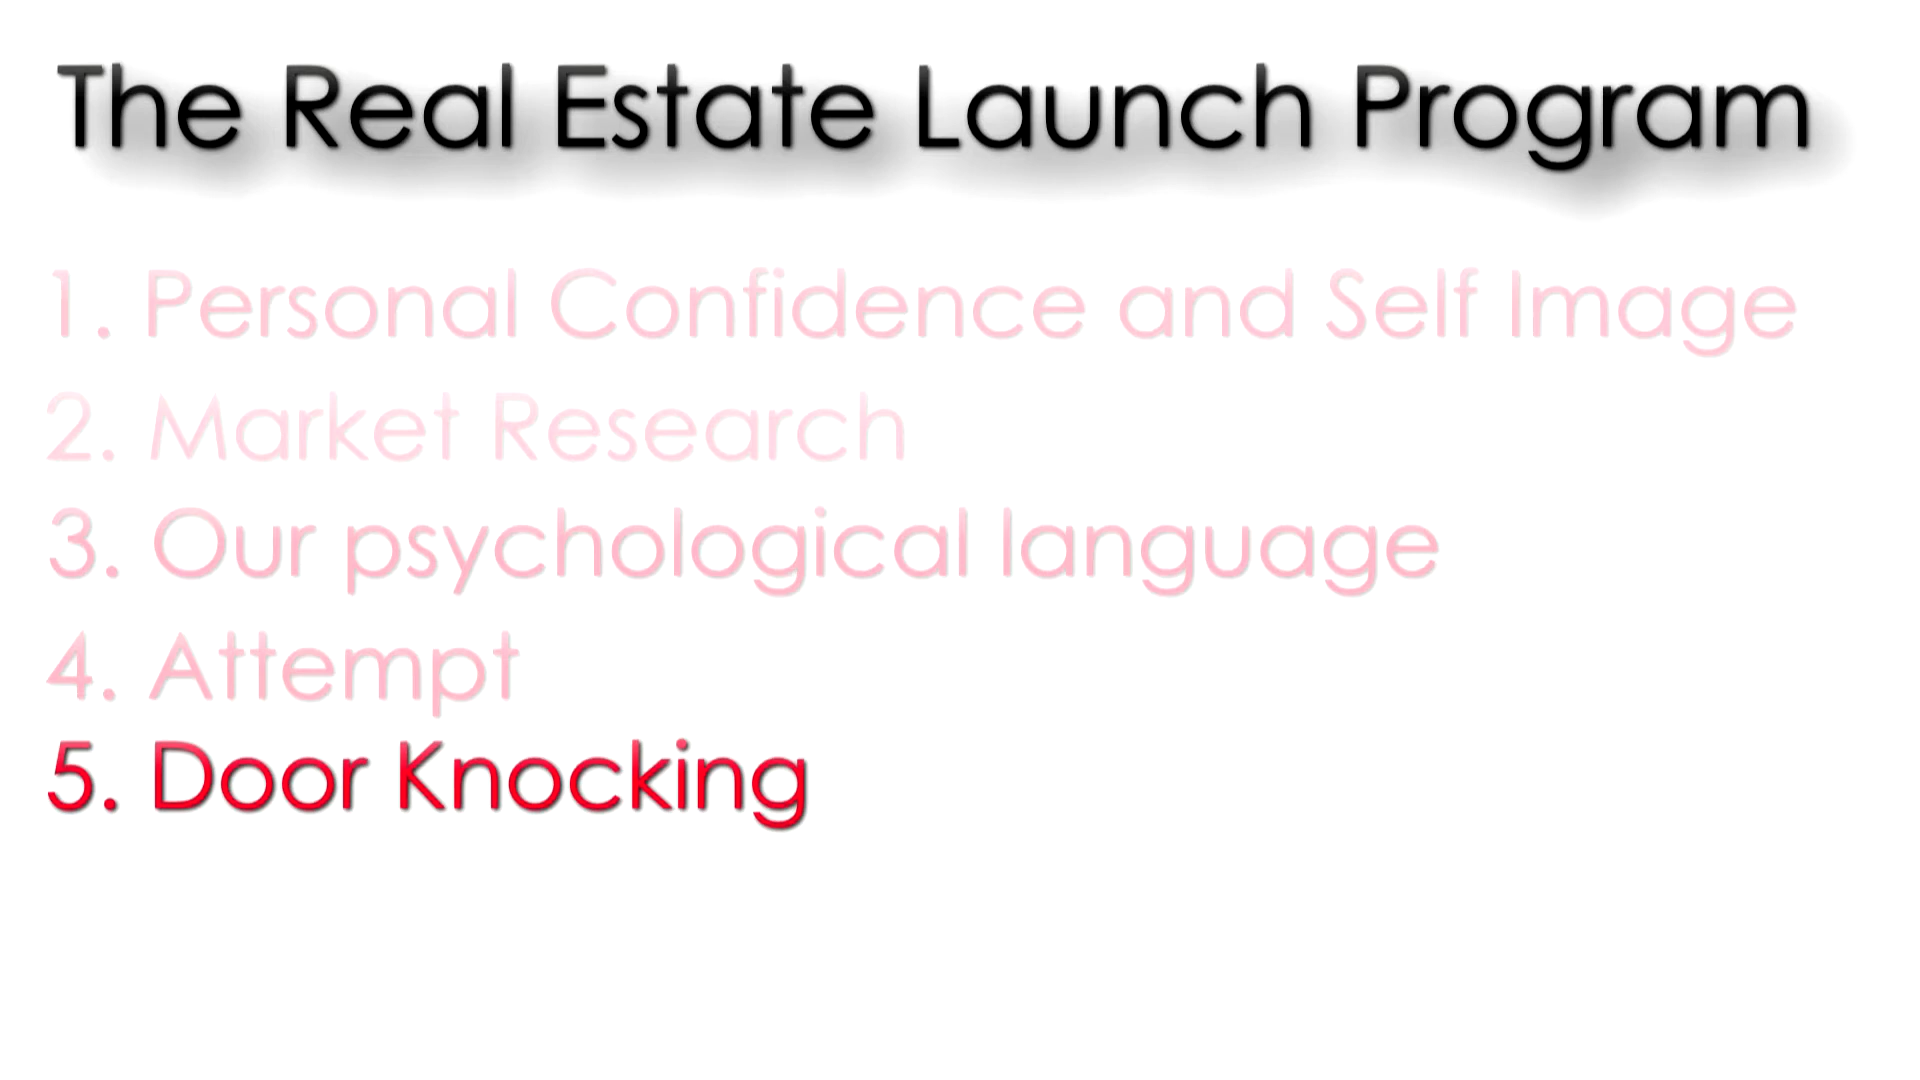 The Real Estate Launch Program
1. Personal Confidence and Self Image
2. Market Research
3. Our psychological language
4. Attempt
5. Door Knocking